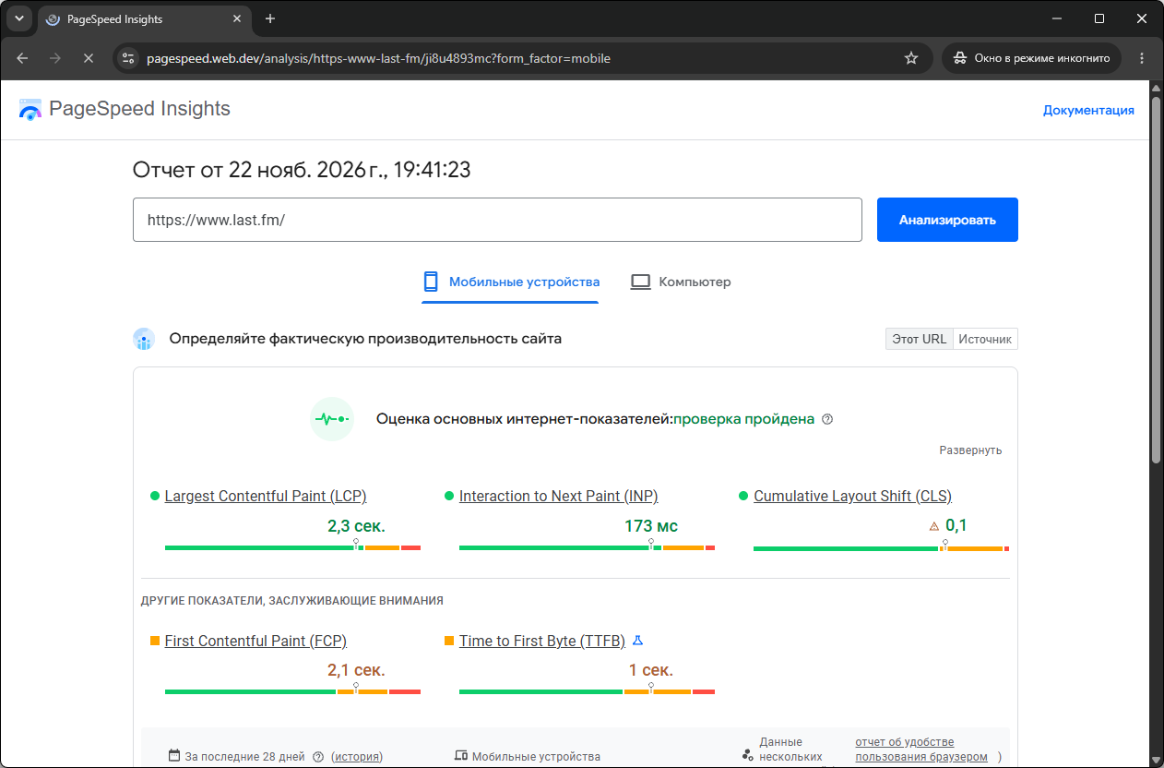 PageSpeed Insights
pagespeed.web.dev/analysis/https-www-last-fm/ji8u4893mc?form_factor=mobile
Окно в режиме инкогнито
PageSpeed Insights
Документация
Отчет от 22 нояб. 2026 г., 19:41:23
https://www.last.fm/
Анализировать
Мобильные устройства
Компьютер
Определяйте фактическую производительность сайта
Этот URL
Источник
Оценка основных интернет-показателей:проверка пройдена
Развернуть
Largest Contentful Paint (LCP)
2,3 сек.
Interaction to Next Paint (INP)
173 мс
Cumulative Layout Shift (CLS)
0,1
ДРУГИЕ ПОКАЗАТЕЛИ, ЗАСЛУЖИВАЮЩИЕ ВНИМАНИЯ
First Contentful Paint (FCP)
2,1 сек.
Time to First Byte (TTFB)
1 сек.
За последние 28 дней (история)
Мобильные устройства
Данные
нескольких
отчет об удобстве
пользования браузером )